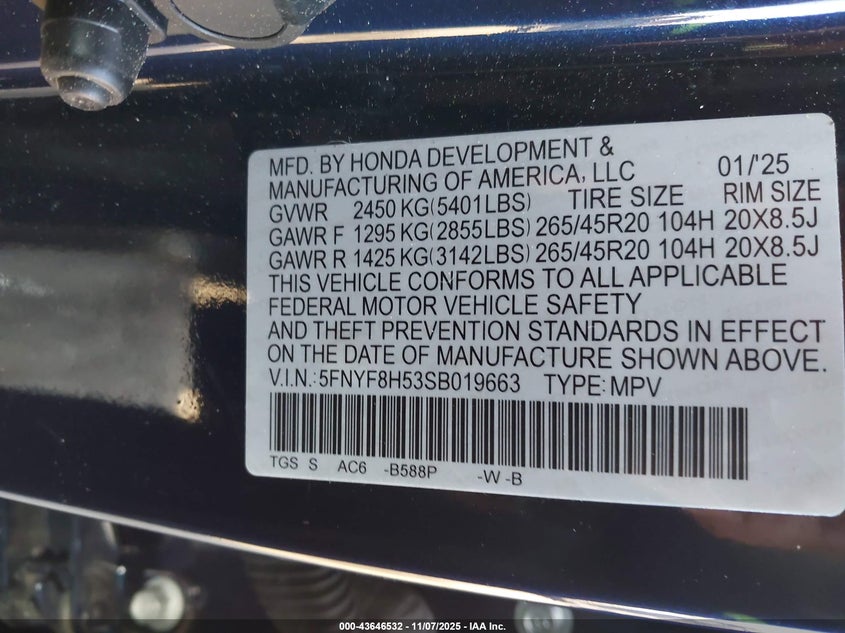 MFD. BY HONDA DEVELOPMENT &
MANUFACTURING OF AMERICA, LLC 01/'25
GVWR 2450 KG(5401LBS) TIRE SIZE RIM SIZE
GAWR F 1295 KG(2855LBS) 265/45R20 104H 20X8.5J
GAWR R 1425 KG(3142LBS) 265/45R20 104H 20X8.5J
THIS VEHICLE CONFORMS TO ALL APPLICABLE
FEDERAL MOTOR VEHICLE SAFETY
AND THEFT PREVENTION STANDARDS IN EFFECT
ON THE DATE OF MANUFACTURE SHOWN ABOVE.
V.I.N.: 5FNYF8H53SB019663 TYPE: MPV
TGS S AC6 -B588P -W -B
000-43646532 - 11/07/2025 - IAA Inc.